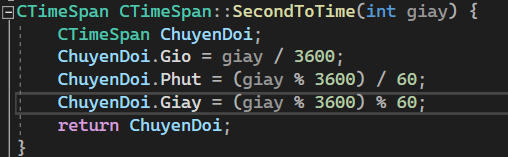 CTimeSpan CTimeSpan::SecondToTime(int giay) {
CTimeSpan ChuyenDoi;
ChuyenDoi.Gio = giay / 3600;
ChuyenDoi.Phut = (giay % 3600) / 60;
ChuyenDoi.Giay = (giay % 3600) % 60;
return ChuyenDoi;
}